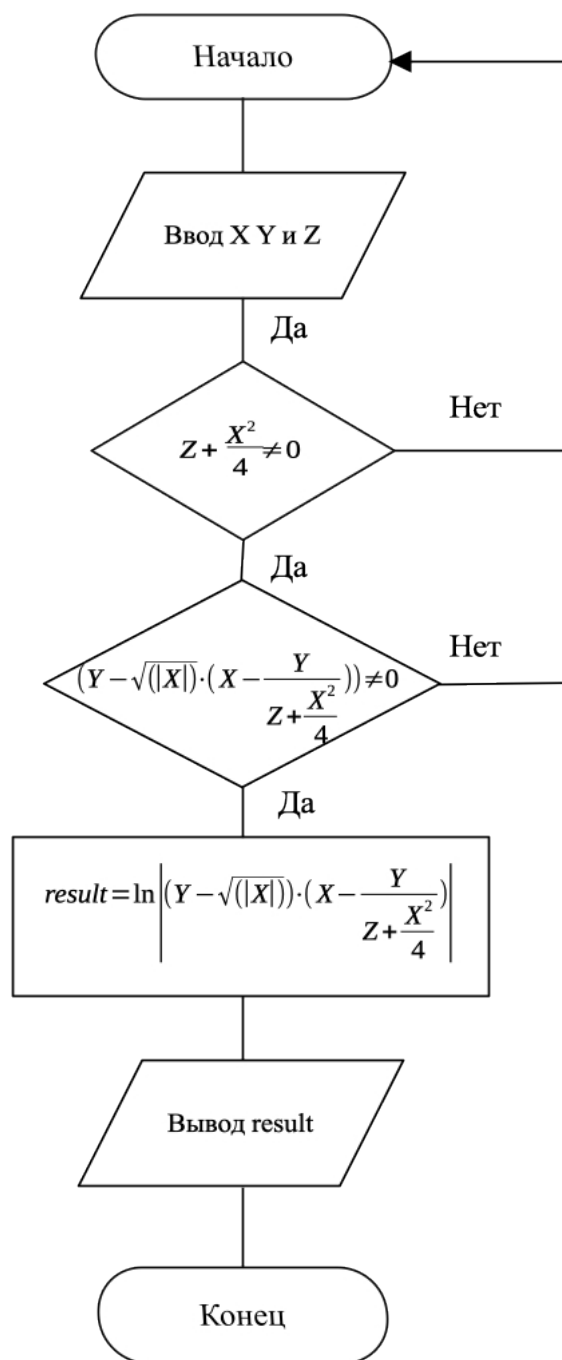 Начало
Ввод X Y и Z
Да
Нет
Z + X²/4 ≠ 0
Да
Нет
(Y − √(|X|)·(X − Y/(Z + X²/4))) ≠ 0
Да
result = ln|(Y − √(|X|))·(X − Y/(Z + X²/4))|
Вывод result
Конец